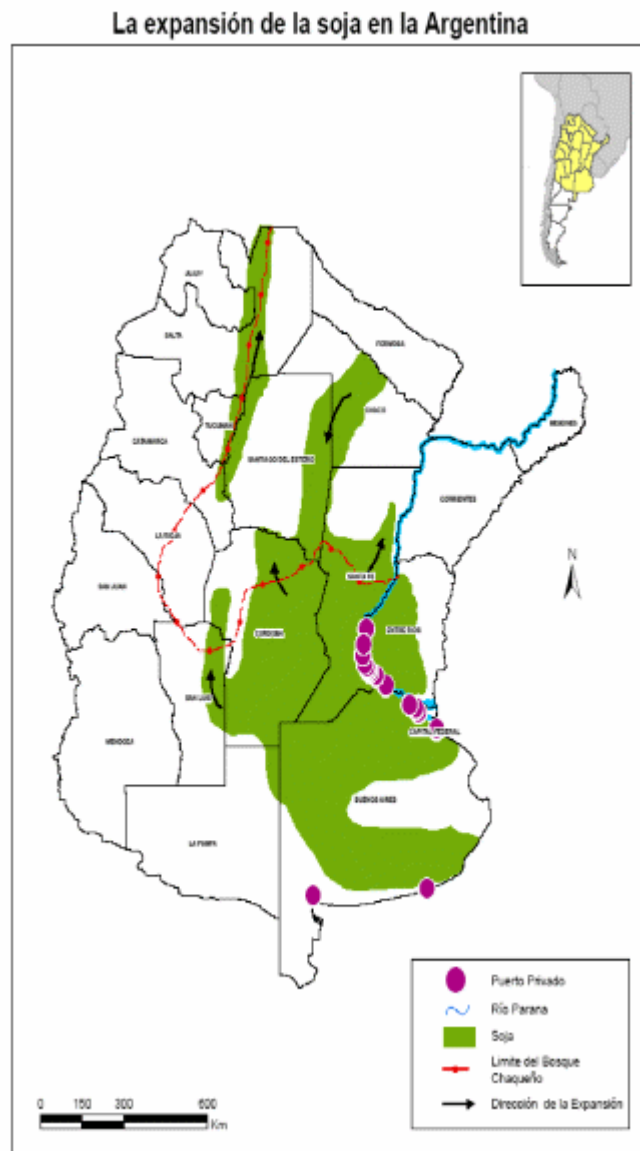 La expansión de la soja en la Argentina
JUJUY
SALTA
FORMOSA
CHACO
TUCUMAN
MISIONES
CATAMARCA
SANTIAGO DEL ESTERO
CORRIENTES
LA RIOJA
N
SAN JUAN
SANTA FE
CORDOBA
ENTRE RIOS
SAN LUIS
CAPITAL FEDERAL
MENDOZA
BUENOS AIRES
LA PAMPA
Puerto Privado
Río Parana
Soja
Limite del Bosque
Chaqueño
Dirección de la Expansión
0 150 300 600
Km